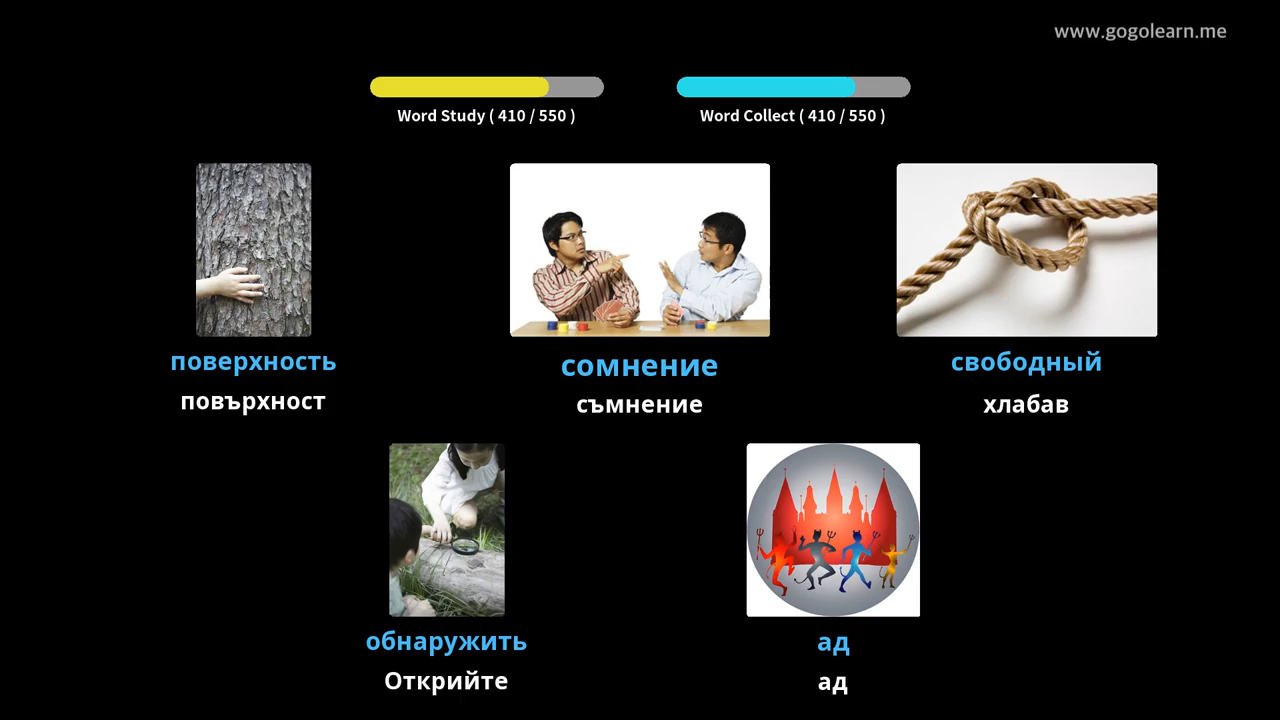 www.gogolearn.me
Word Study ( 410 / 550 )
Word Collect ( 410 / 550 )
поверхность
повърхност
сомнение
съмнение
свободный
хлабав
обнаружить
Открийте
ад
ад